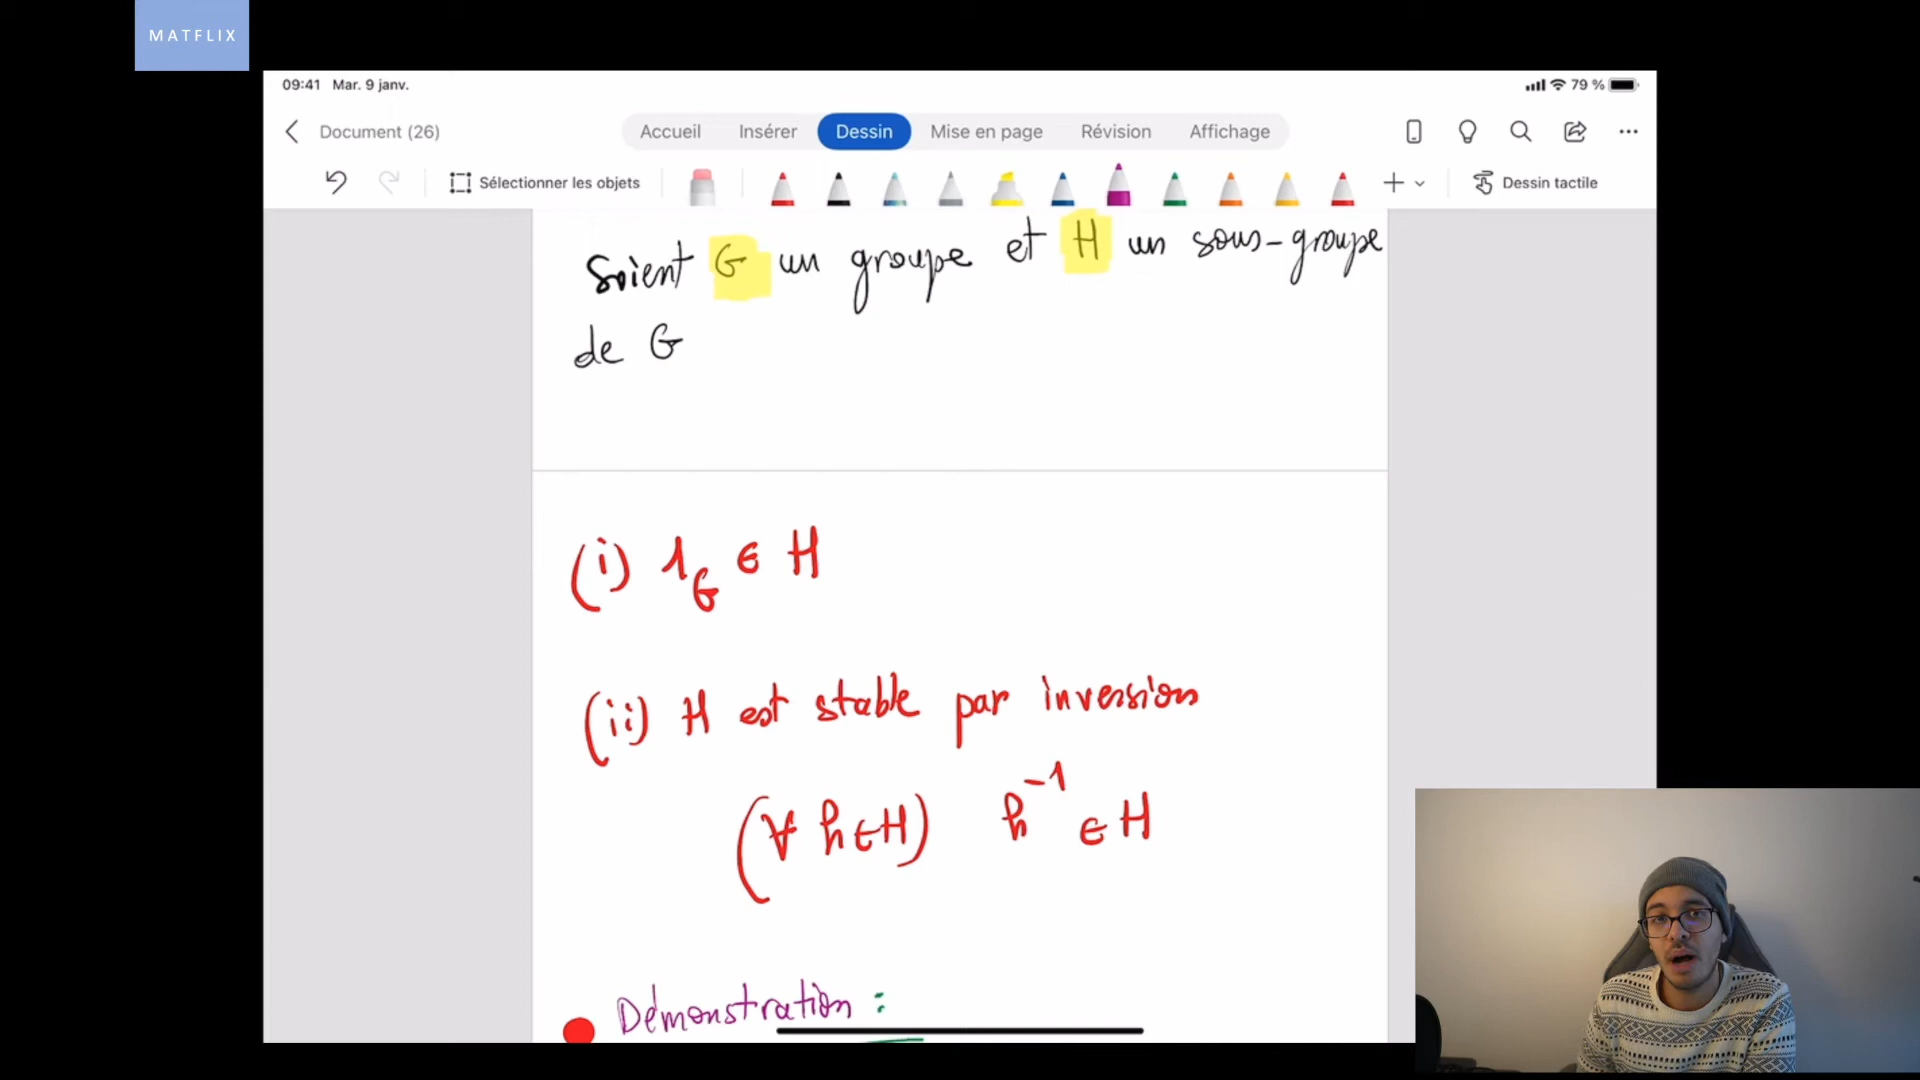 MATFLIX
09:41 Mar. 9 janv.
79 %
Document (26)
Accueil Insérer Dessin Mise en page Révision Affichage
Sélectionner les objets
Dessin tactile
Soient G un groupe et H un sous-groupe
de G
(i) 1_G ∈ H
(ii) H est stable par inversion
(∀ h ∈ H) h^-1 ∈ H
Démonstration :